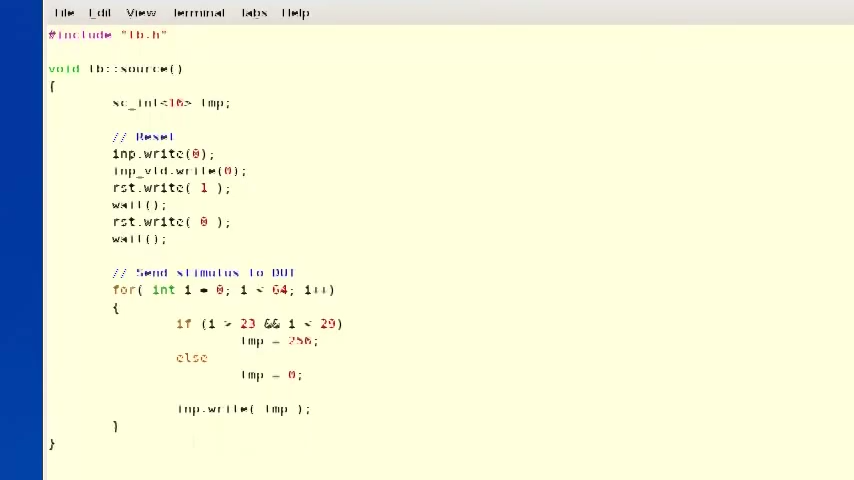 File Edit View Terminal Tabs Help
#include "tb.h"
void tb::source()
{
sc_int<16> tmp;
// Reset
inp.write(0);
inp_vld.write(0);
rst.write( 1 );
wait();
rst.write( 0 );
wait();
// Send stimulus to DUT
for( int i = 0; i < 64; i++)
{
if (i > 23 && i < 29)
tmp = 256;
else
tmp = 0;
inp.write( tmp );
}
}